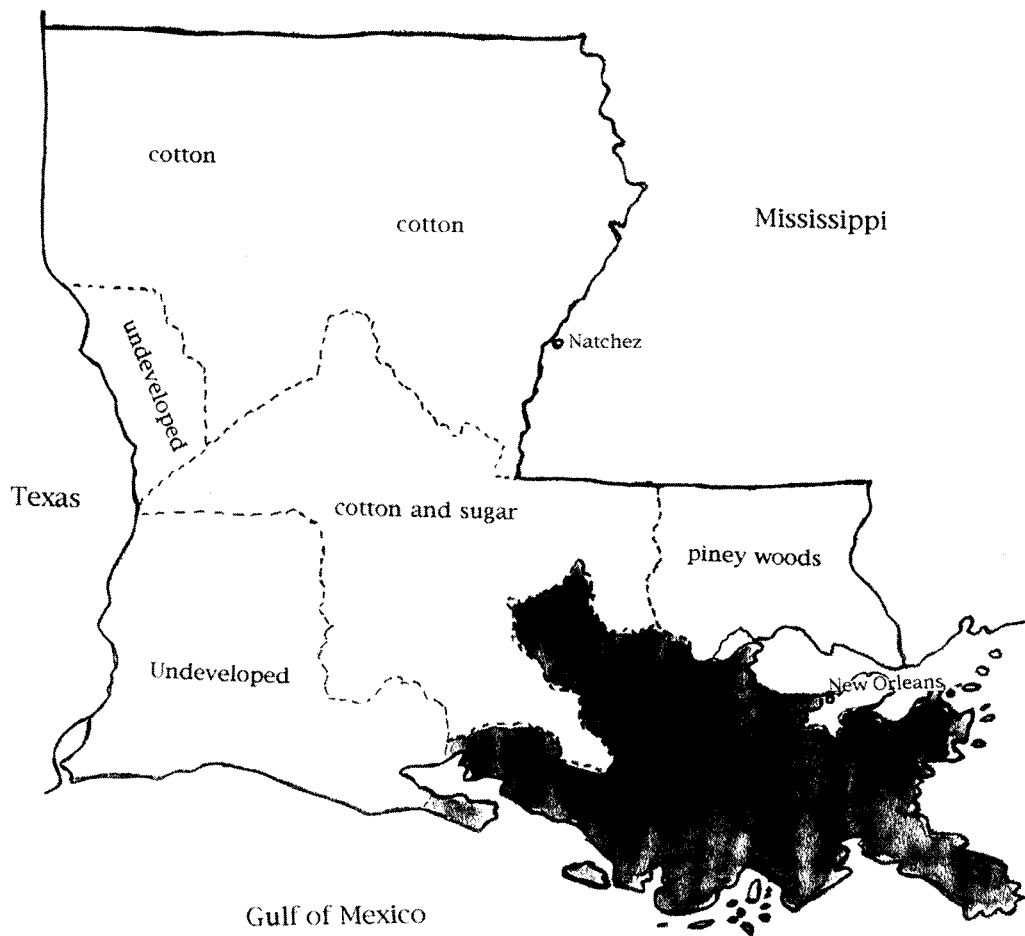 cotton
cotton
Mississippi
undeveloped
Natchez
Texas
cotton and sugar
piney woods
Undeveloped
New Orleans
Gulf of Mexico